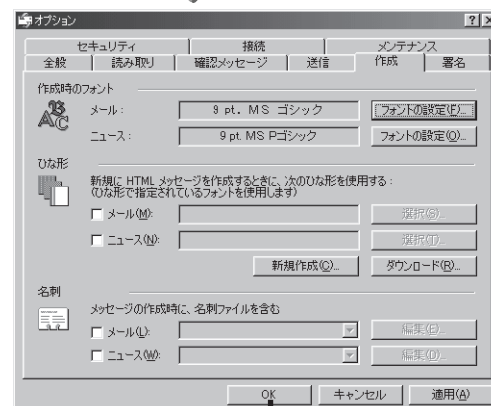 オプション
セキュリティ 接続 メンテナンス
全般 読み取り 確認メッセージ 送信 作成 署名
作成時のフォント
メール: 9 pt. MS ゴシック フォントの設定(F)...
ニュース: 9 pt. MS Pゴシック フォントの設定(O)...
ひな形
新規に HTML メッセージを作成するときに、次のひな形を使用する:
(ひな形で指定されているフォントを使用します)
メール(M): 選択(S)...
ニュース(N): 選択(T)...
新規作成(C)... ダウンロード(R)...
名刺
メッセージの作成時に、名刺ファイルを含む
メール(L): 編集(E)...
ニュース(W): 編集(D)...
OK キャンセル 適用(A)